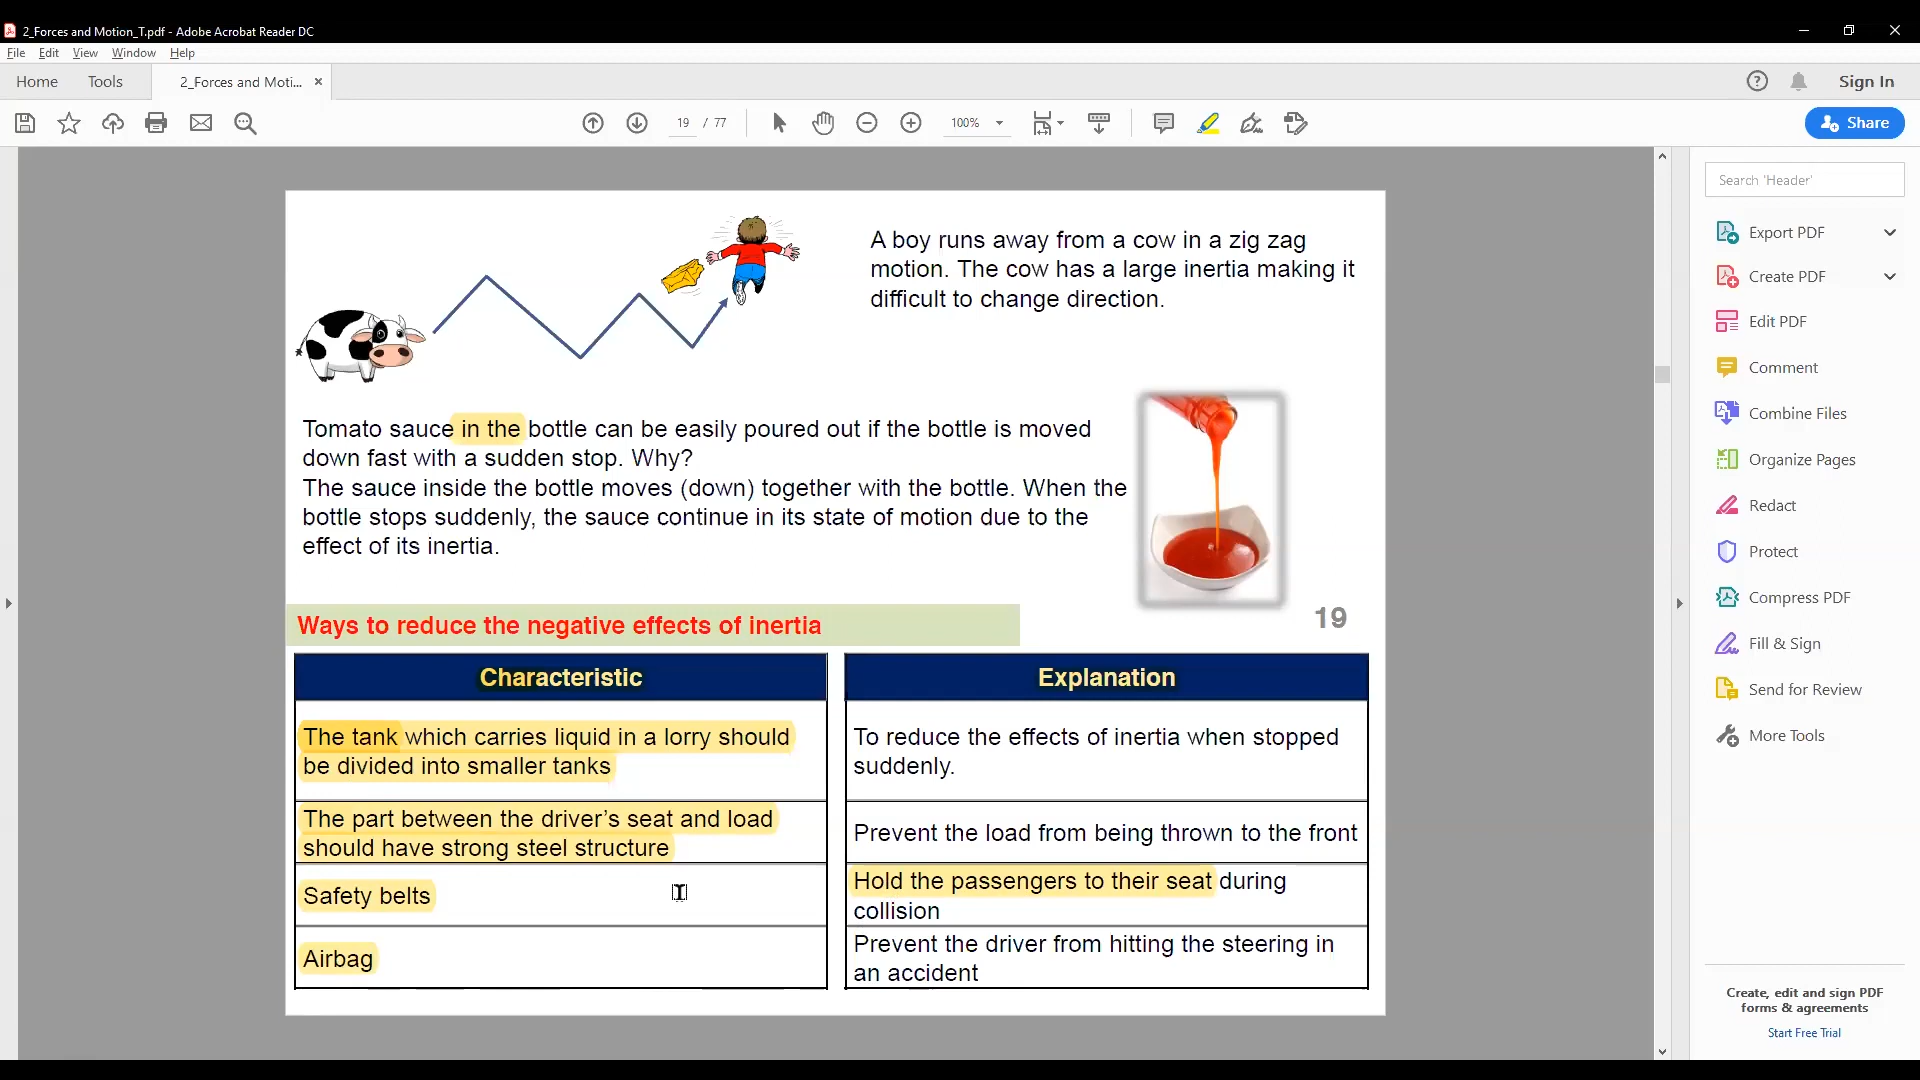 2_Forces and Motion_T.pdf - Adobe Acrobat Reader DC
File Edit View Window Help
Home Tools 2_Forces and Moti... × Sign In
19 / 77 100% Share
A boy runs away from a cow in a zig zag
motion. The cow has a large inertia making it
difficult to change direction.
Tomato sauce in the bottle can be easily poured out if the bottle is moved
down fast with a sudden stop. Why?
The sauce inside the bottle moves (down) together with the bottle. When the
bottle stops suddenly, the sauce continue in its state of motion due to the
effect of its inertia.
Ways to reduce the negative effects of inertia
19
Characteristic
Explanation
The tank which carries liquid in a lorry should
be divided into smaller tanks
To reduce the effects of inertia when stopped
suddenly.
The part between the driver’s seat and load
should have strong steel structure
Prevent the load from being thrown to the front
Safety belts
Hold the passengers to their seat during
collision
Airbag
Prevent the driver from hitting the steering in
an accident
Search 'Header'
Export PDF
Create PDF
Edit PDF
Comment
Combine Files
Organize Pages
Redact
Protect
Compress PDF
Fill & Sign
Send for Review
More Tools
Create, edit and sign PDF
forms & agreements
Start Free Trial